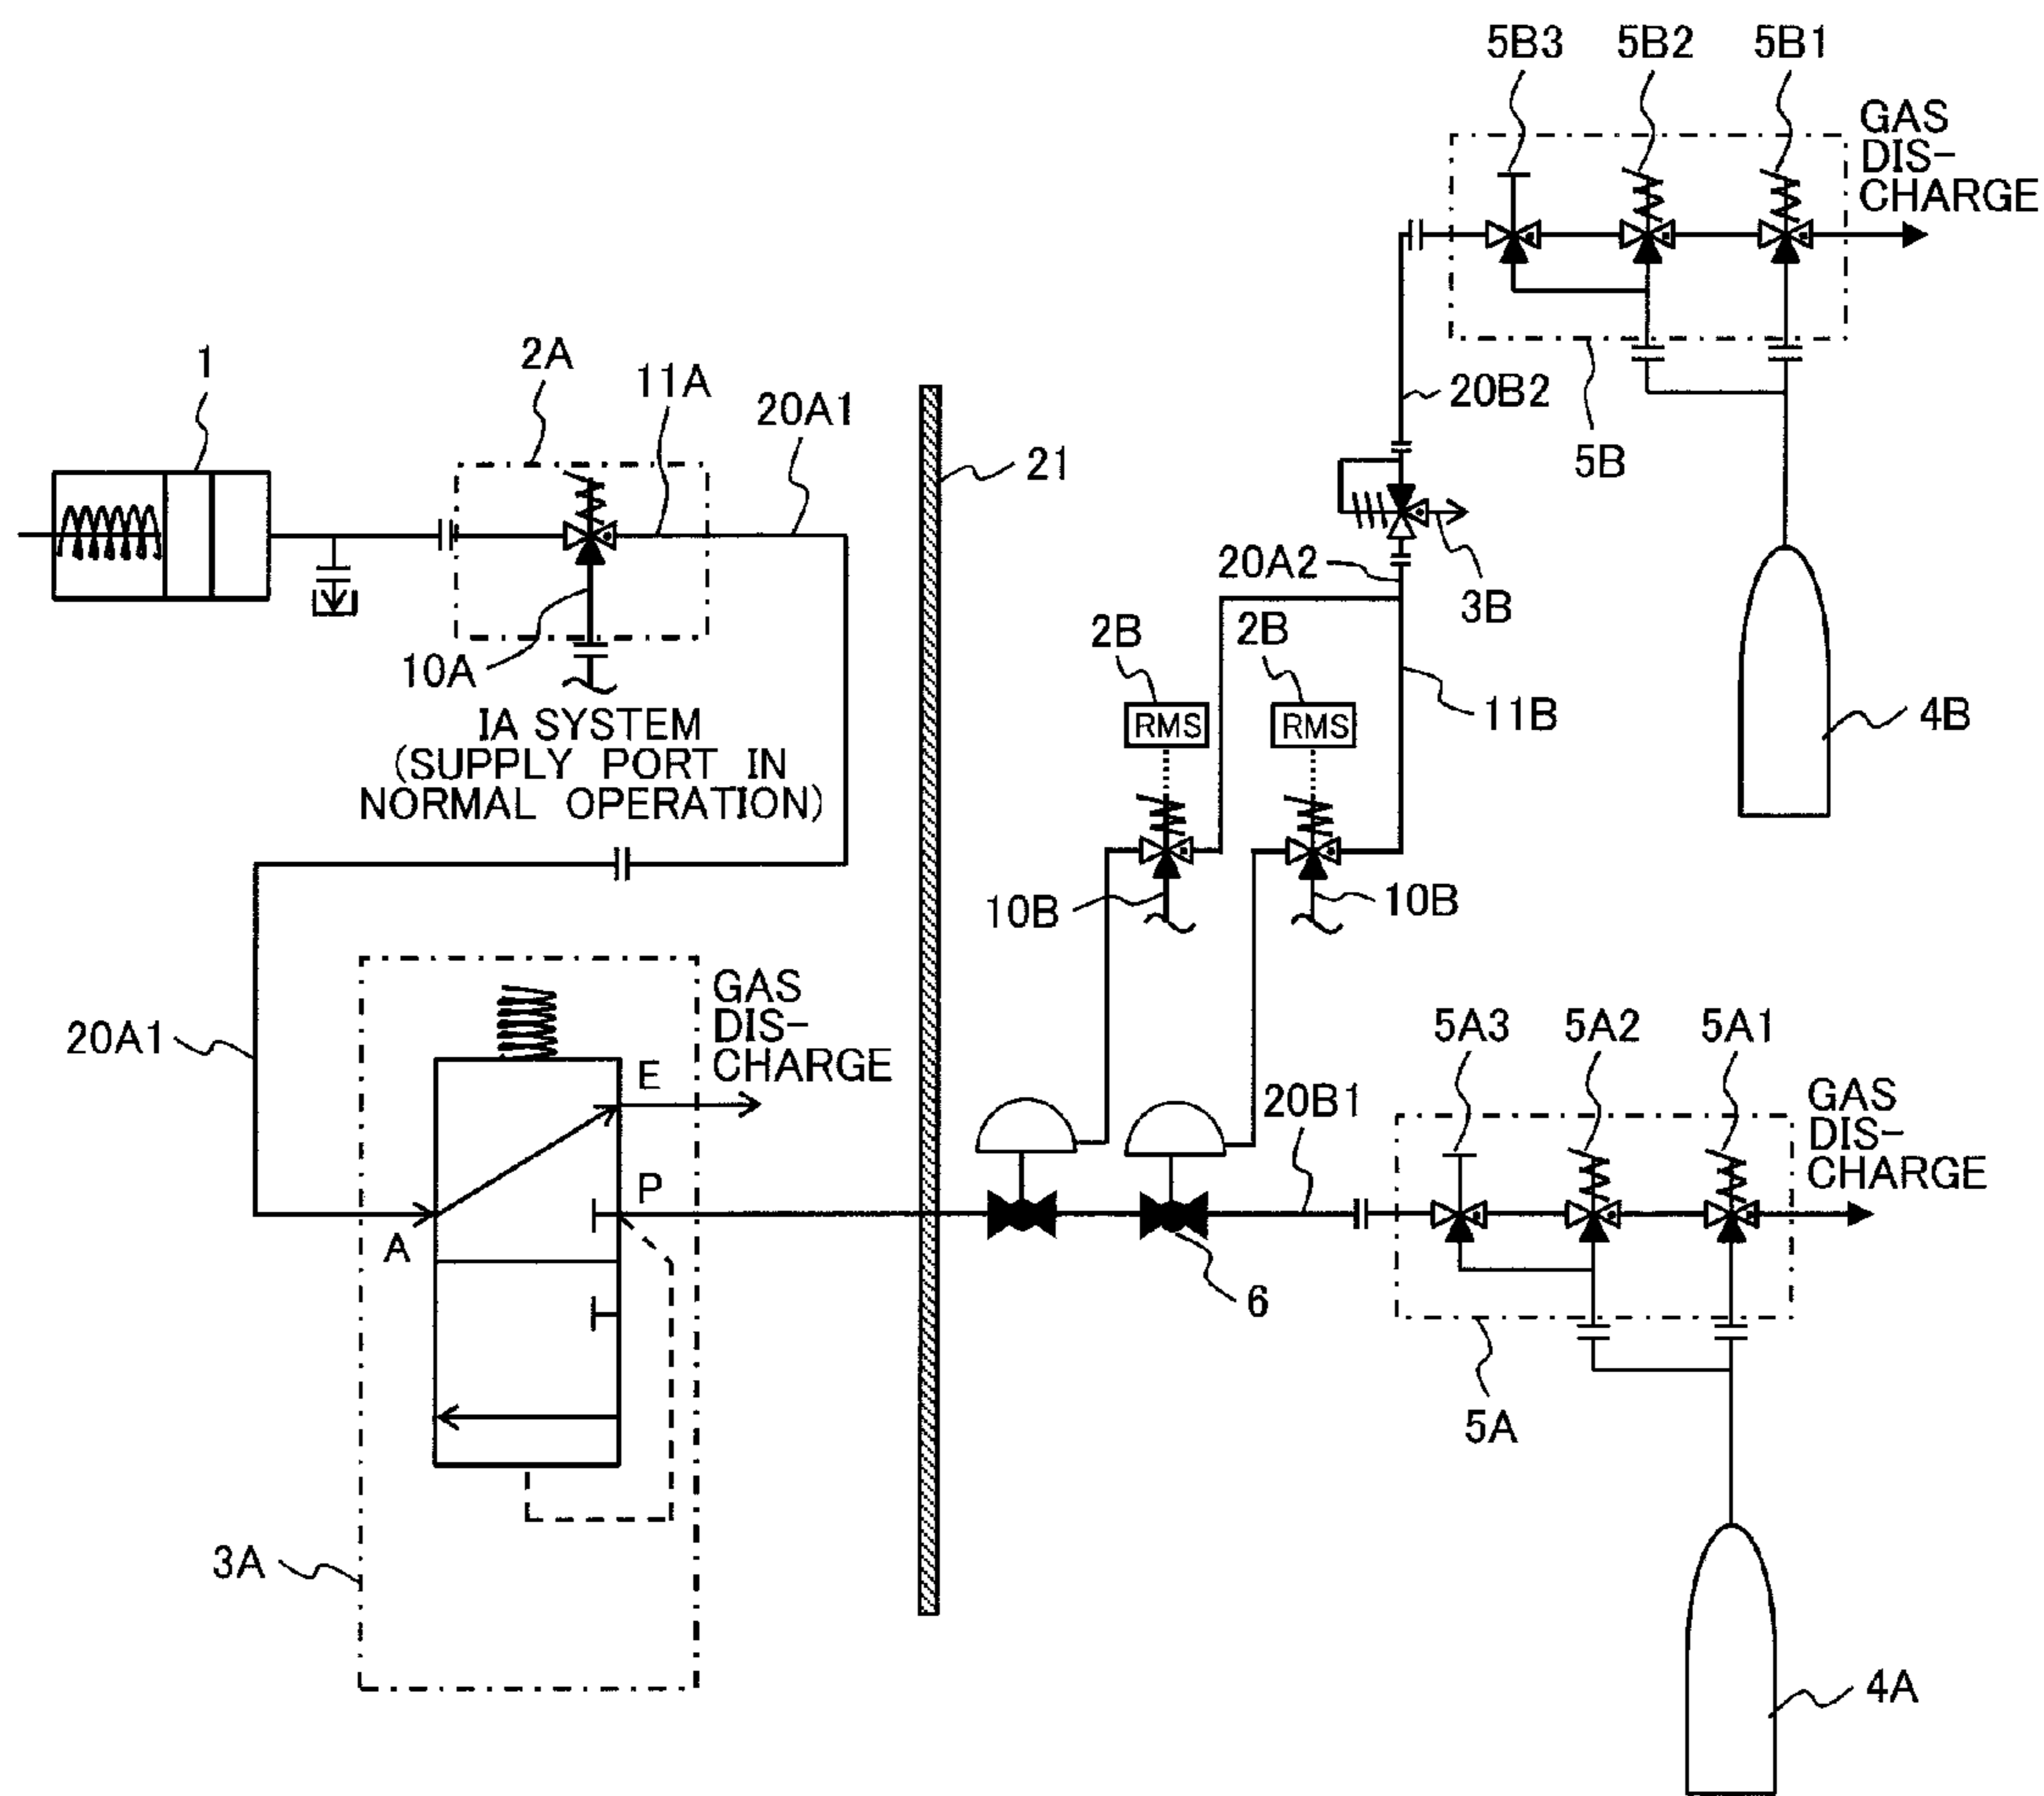 5B3 5B2 5B1
GAS
DIS-
CHARGE
1
2A
11A
20A1
21
20B2
5B
20A2
3B
2B
2B
10A
IA SYSTEM
(SUPPLY PORT IN
NORMAL OPERATION)
RMS
RMS
11B
4B
10B
10B
GAS
DIS-
CHARGE
20A1
E
P
A
20B1
5A3 5A2 5A1
GAS
DIS-
CHARGE
6
5A
3A
4A